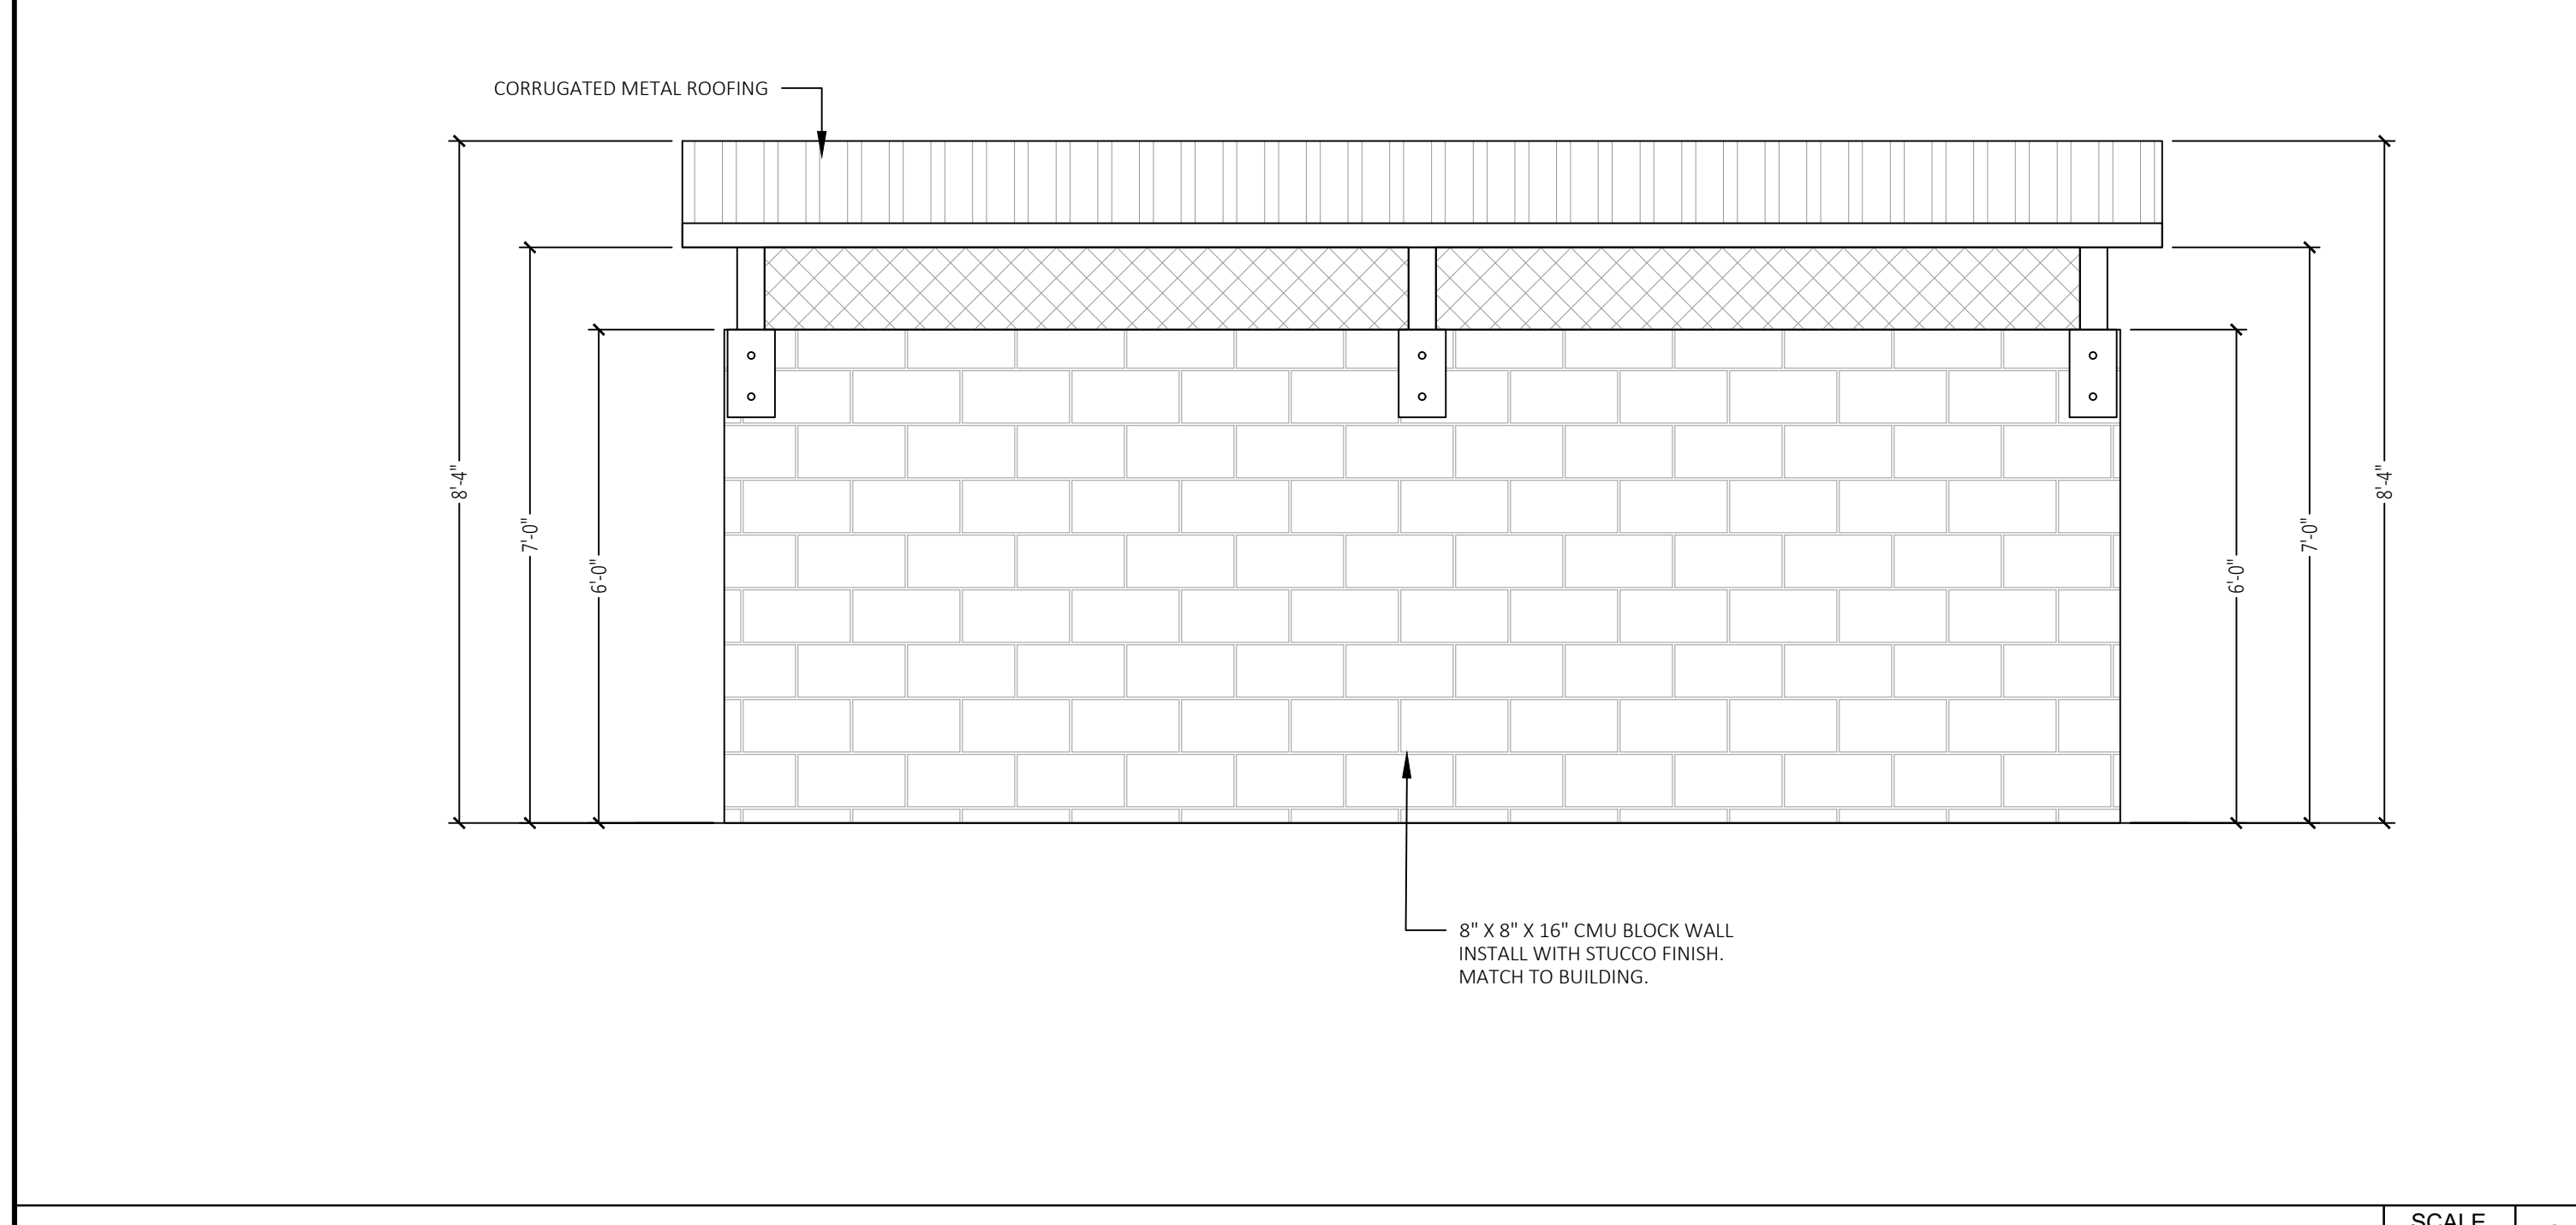 CORRUGATED METAL ROOFING
8'-4"
7'-0"
6'-0"
6'-0"
7'-0"
8'-4"
8" X 8" X 16" CMU BLOCK WALL
INSTALL WITH STUCCO FINISH.
MATCH TO BUILDING.
SCALE